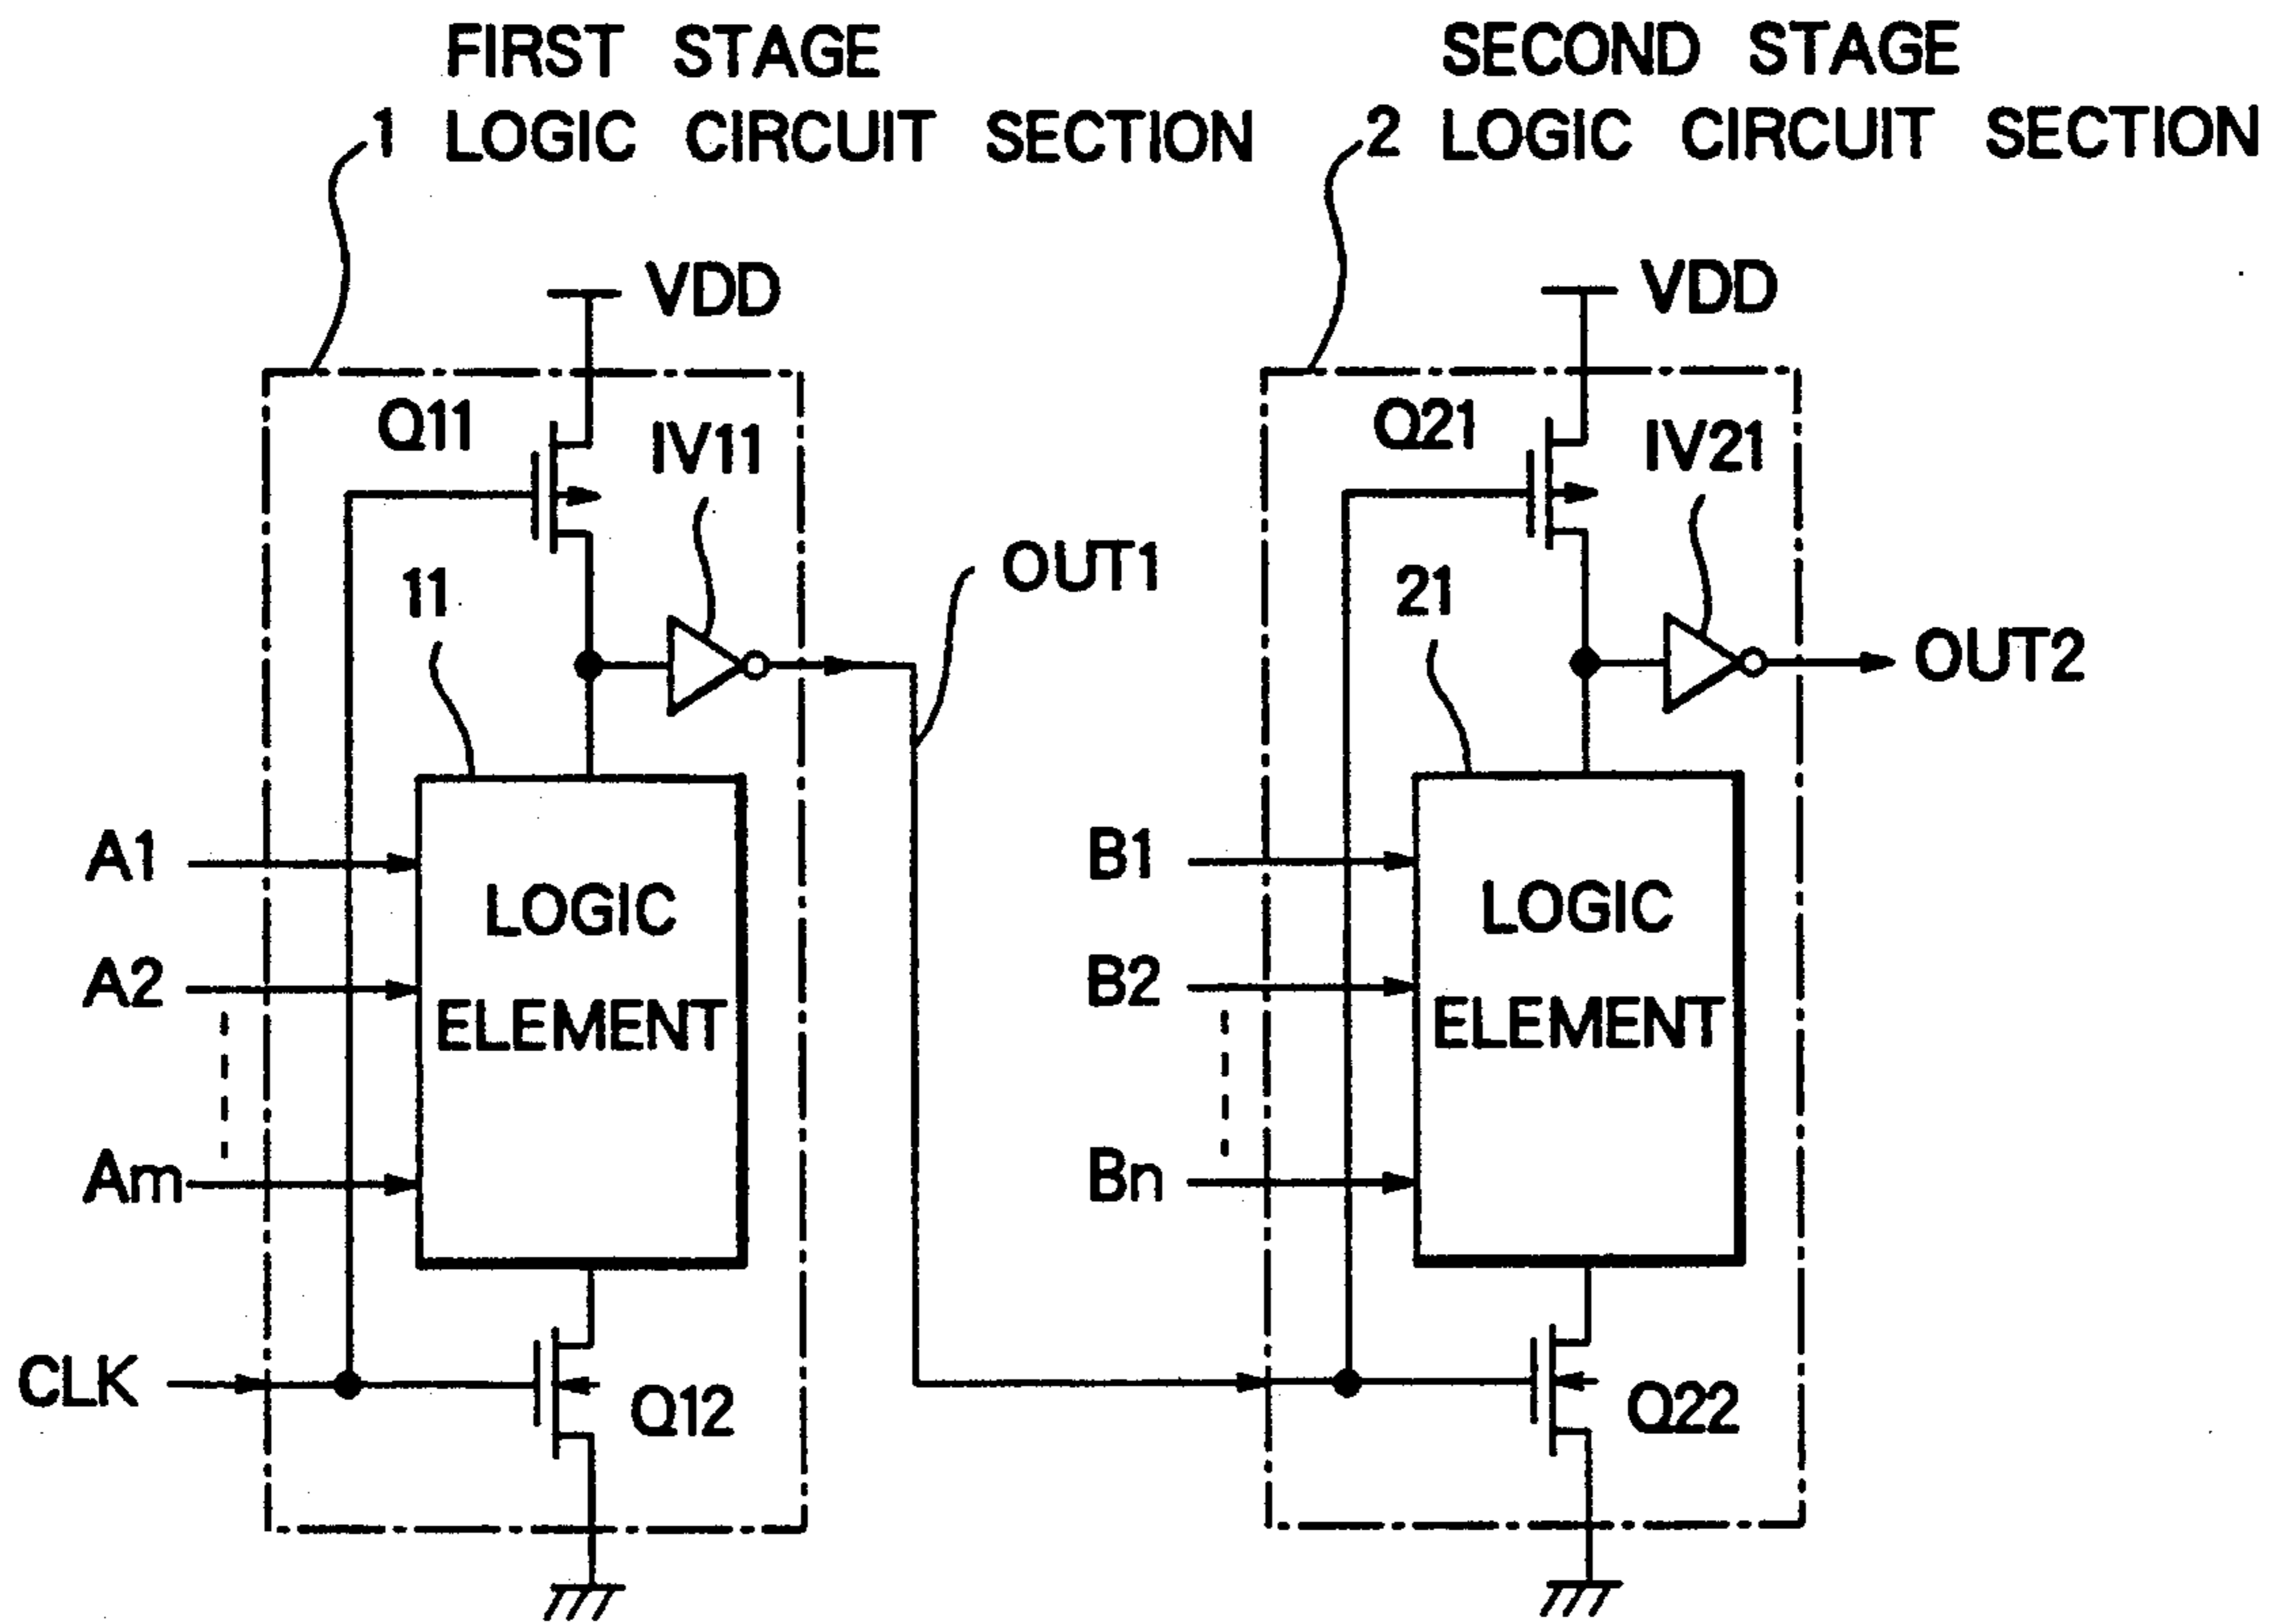 FIRST STAGE
1 LOGIC CIRCUIT SECTION
SECOND STAGE
2 LOGIC CIRCUIT SECTION
VDD
VDD
Q11
IV11
Q21
IV21
11
OUT1
21
OUT2
A1
A2
Am
LOGIC
ELEMENT
B1
B2
Bn
LOGIC
ELEMENT
CLK
Q12
Q22